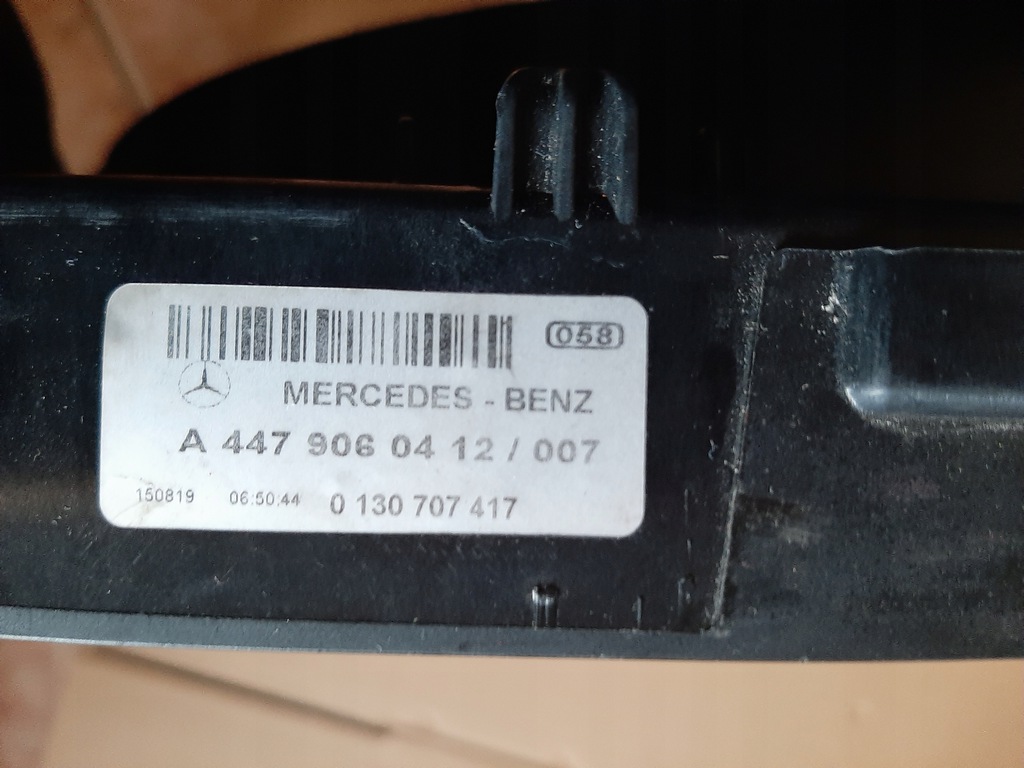 058
MERCEDES - BENZ
A 447 906 04 12 / 007
150819 06:50:44 0 130 707 417